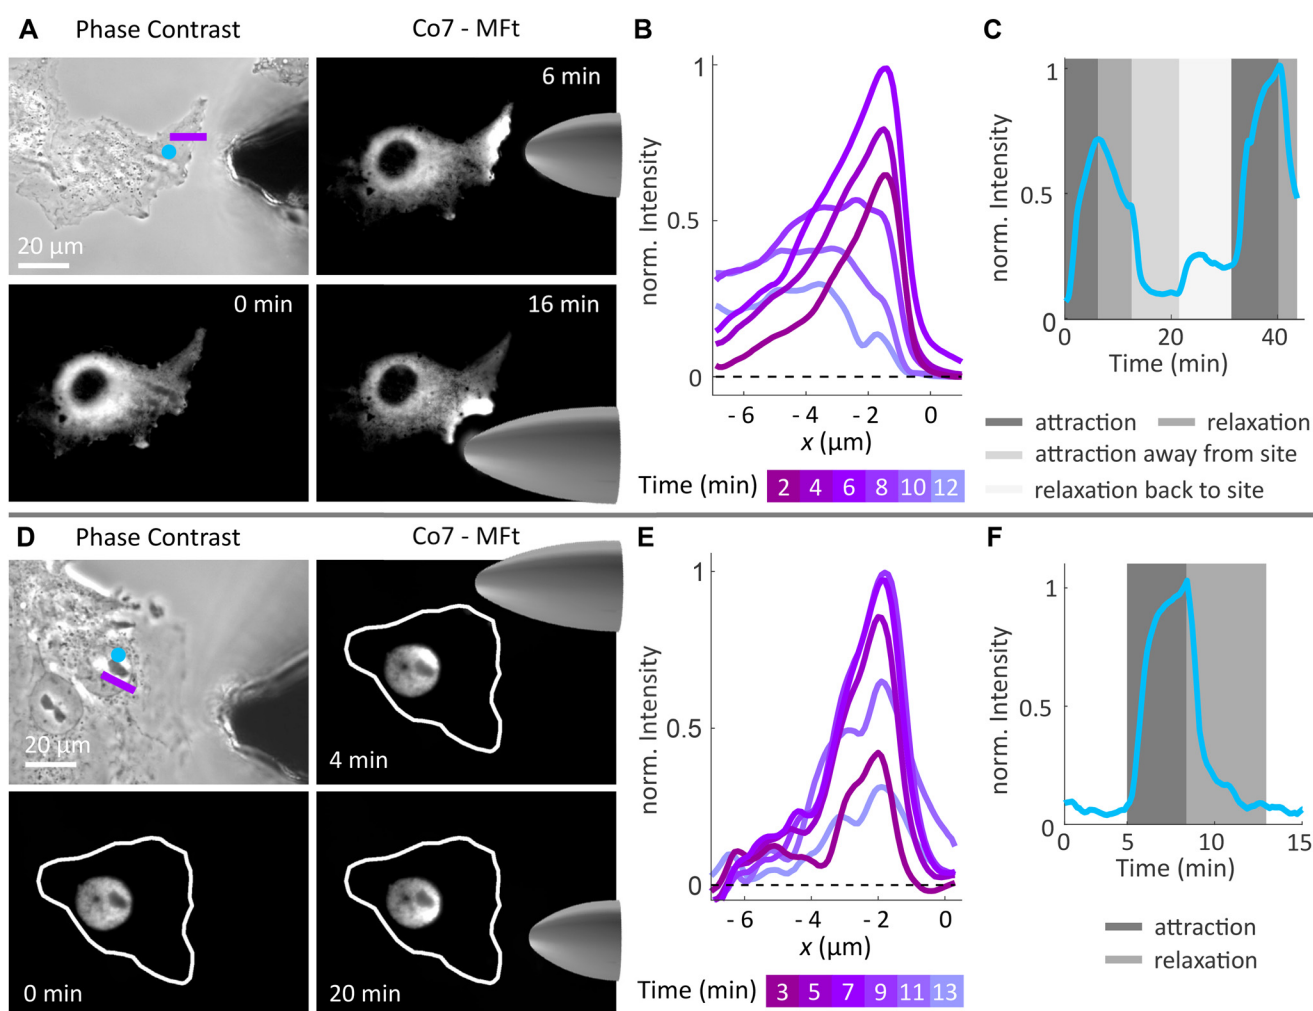 A
Phase Contrast
Co7 - MFt
20 µm
6 min
0 min
16 min
B
norm. Intensity
1
0.5
0
- 6
- 4
- 2
0
x (µm)
Time (min) 2 4 6 8 10 12
C
norm. Intensity
1
0.5
0
0
20
40
Time (min)
attraction
relaxation
attraction away from site
relaxation back to site
D
Phase Contrast
Co7 - MFt
20 µm
4 min
0 min
20 min
E
norm. Intensity
1
0.5
0
- 6
- 4
- 2
0
x (µm)
Time (min) 3 5 7 9 11 13
F
norm. Intensity
1
0.5
0
0
5
10
15
Time (min)
attraction
relaxation